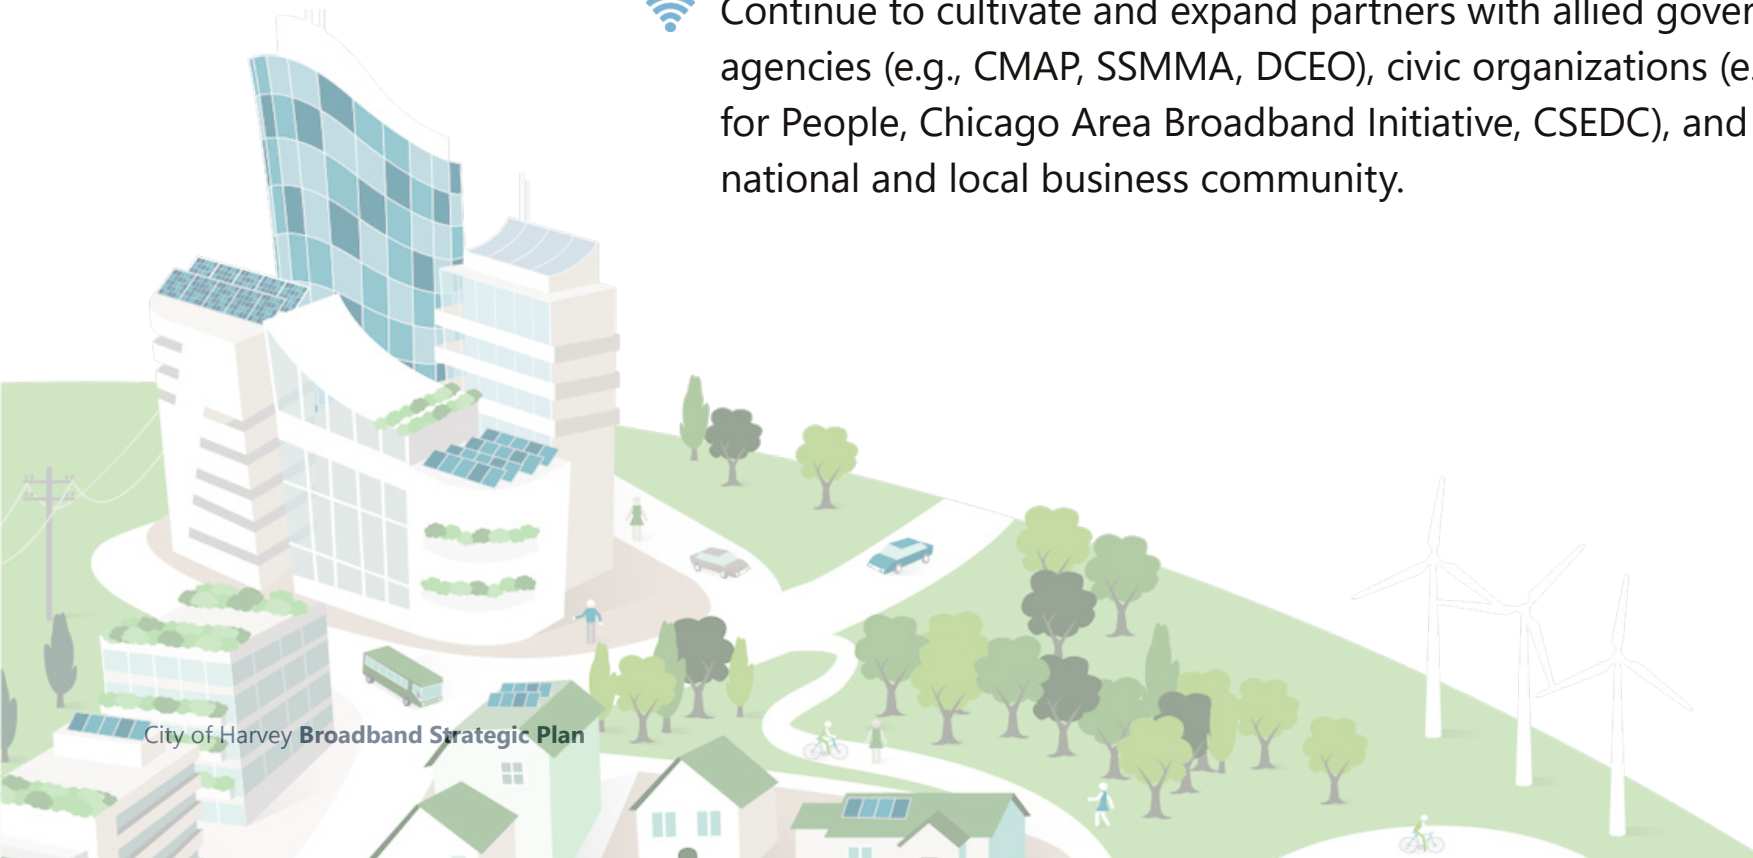 Continue to cultivate and expand partners with allied gover
agencies (e.g., CMAP, SSMMA, DCEO), civic organizations (e.
for People, Chicago Area Broadband Initiative, CSEDC), and
national and local business community.
City of Harvey Broadband Strategic Plan